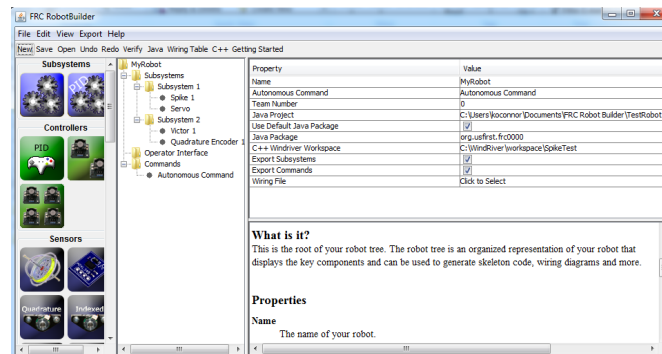 FRC RobotBuilder
File Edit View Export Help
New Save Open Undo Redo Verify Java Wiring Table C++ Getting Started
Subsystems
PID
Controllers
PID
Sensors
Quadrature Indexed
MyRobot
Subsystems
Subsystem 1
Spike 1
Servo
Subsystem 2
Victor 1
Quadrature Encoder 1
Operator Interface
Commands
Autonomous Command
Property Value
Name MyRobot
Autonomous Command Autonomous Command
Team Number 0
Java Project C:\Users\koconnor\Documents\FRC Robot Builder\TestRobot
Use Default Java Package
Java Package org.usfirst.frc0000
C++ Windriver Workspace C:\WindRiver\workspace\SpikeTest
Export Subsystems
Export Commands
Wiring File Click to Select
What is it?
This is the root of your robot tree. The robot tree is an organized representation of your robot that
displays the key components and can be used to generate skeleton code, wiring diagrams and more.
Properties
Name
The name of your robot.